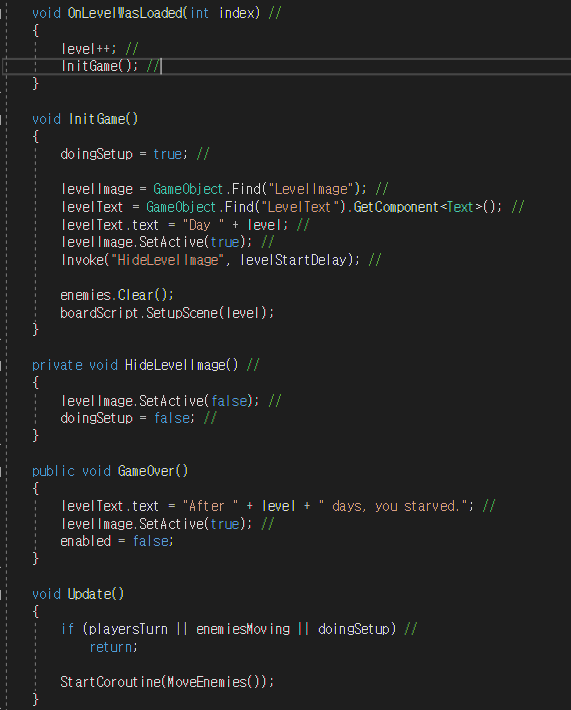 void OnLevelWasLoaded(int index) //
{
level++; //
InitGame(); //
}
void InitGame()
{
doingSetup = true; //
levelImage = GameObject.Find("LevelImage"); //
levelText = GameObject.Find("LevelText").GetComponent<Text>(); //
levelText.text = "Day " + level; //
levelImage.SetActive(true); //
Invoke("HideLevelImage", levelStartDelay); //
enemies.Clear();
boardScript.SetupScene(level);
}
private void HideLevelImage() //
{
levelImage.SetActive(false); //
doingSetup = false; //
}
public void GameOver()
{
levelText.text = "After " + level + " days, you starved."; //
levelImage.SetActive(true); //
enabled = false;
}
void Update()
{
if (playersTurn || enemiesMoving || doingSetup) //
return;
StartCoroutine(MoveEnemies());
}